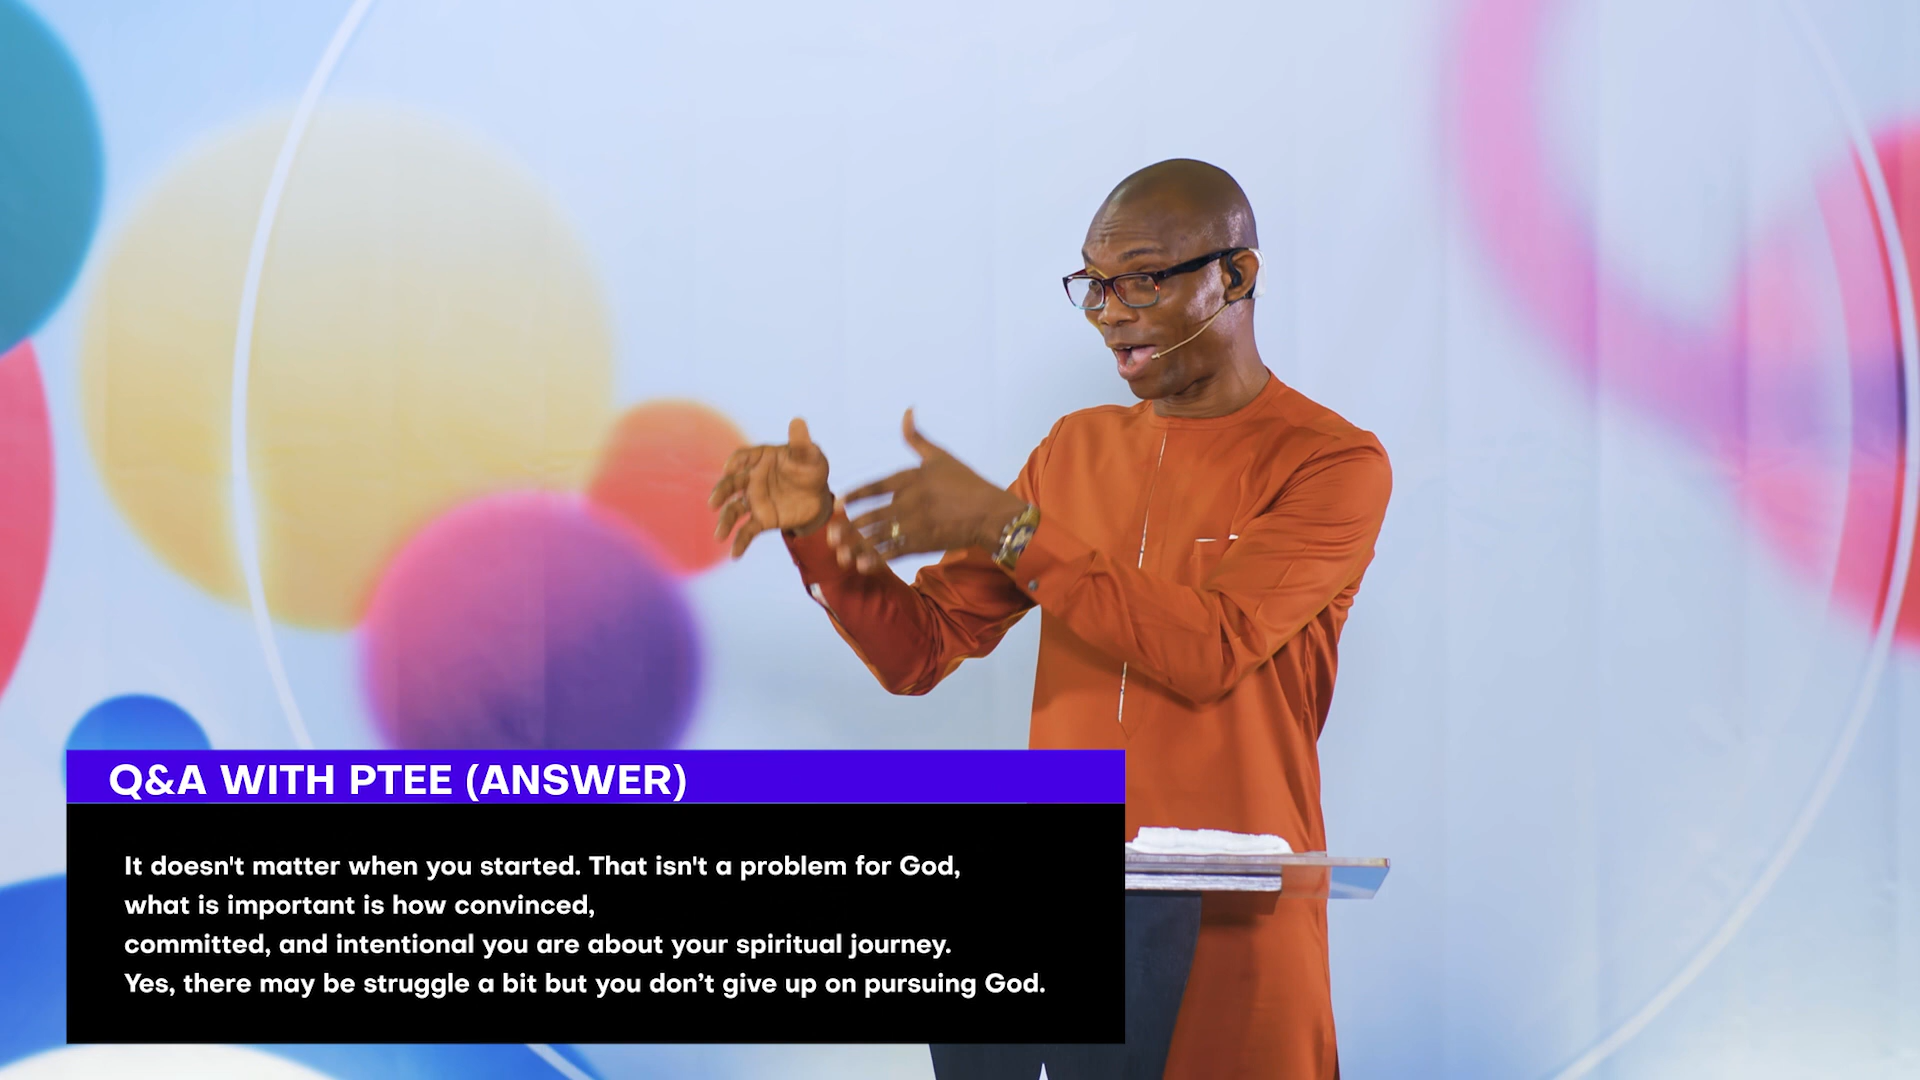 Q&A WITH PTEE (ANSWER)
It doesn't matter when you started. That isn't a problem for God,
what is important is how convinced,
committed, and intentional you are about your spiritual journey.
Yes, there may be struggle a bit but you don’t give up on pursuing God.